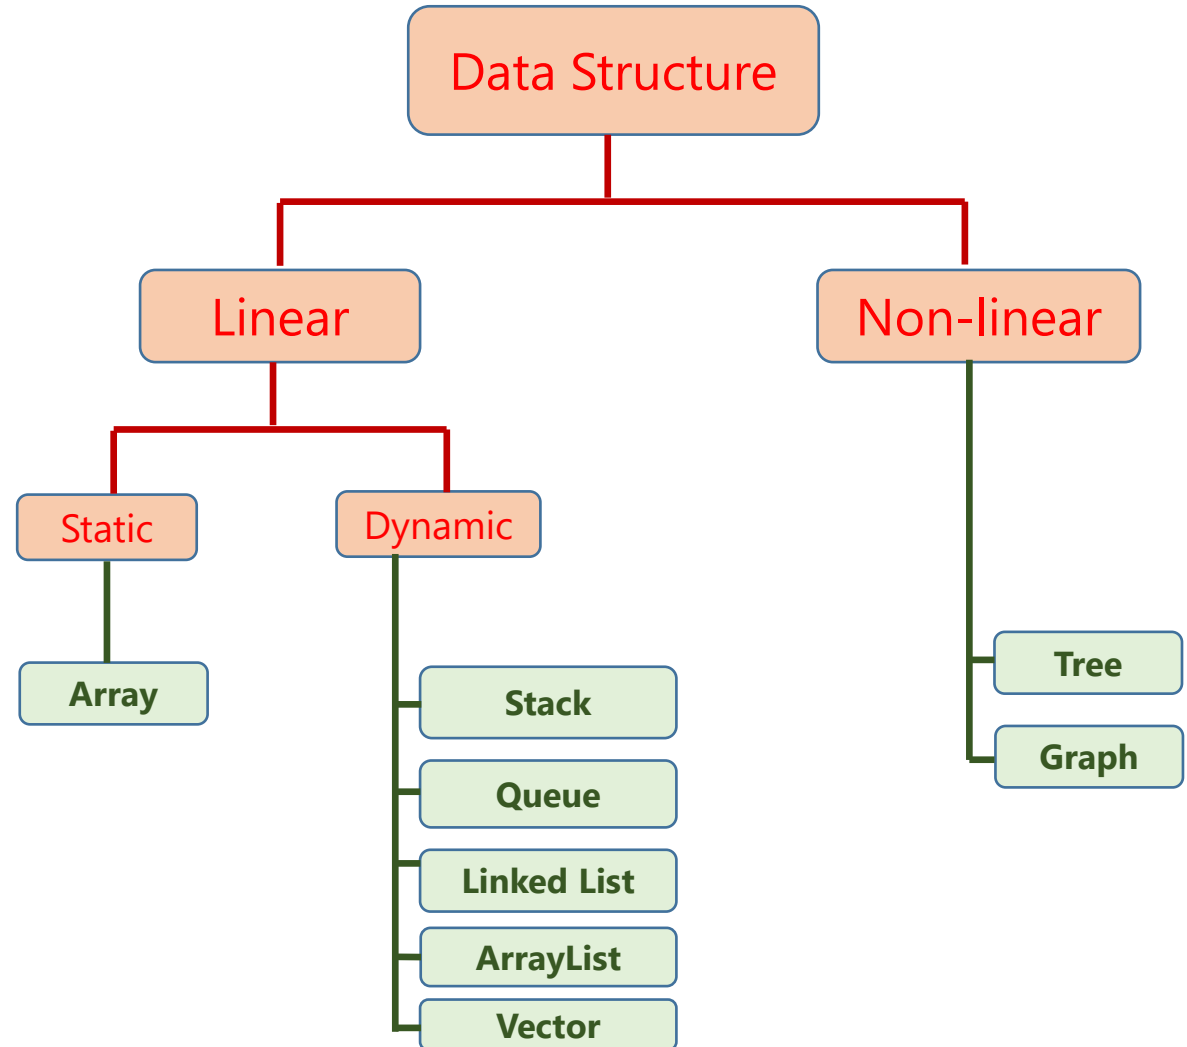 Data Structure
Linear
Non-linear
Static
Dynamic
Array
Stack
Queue
Linked List
ArrayList
Vector
Tree
Graph